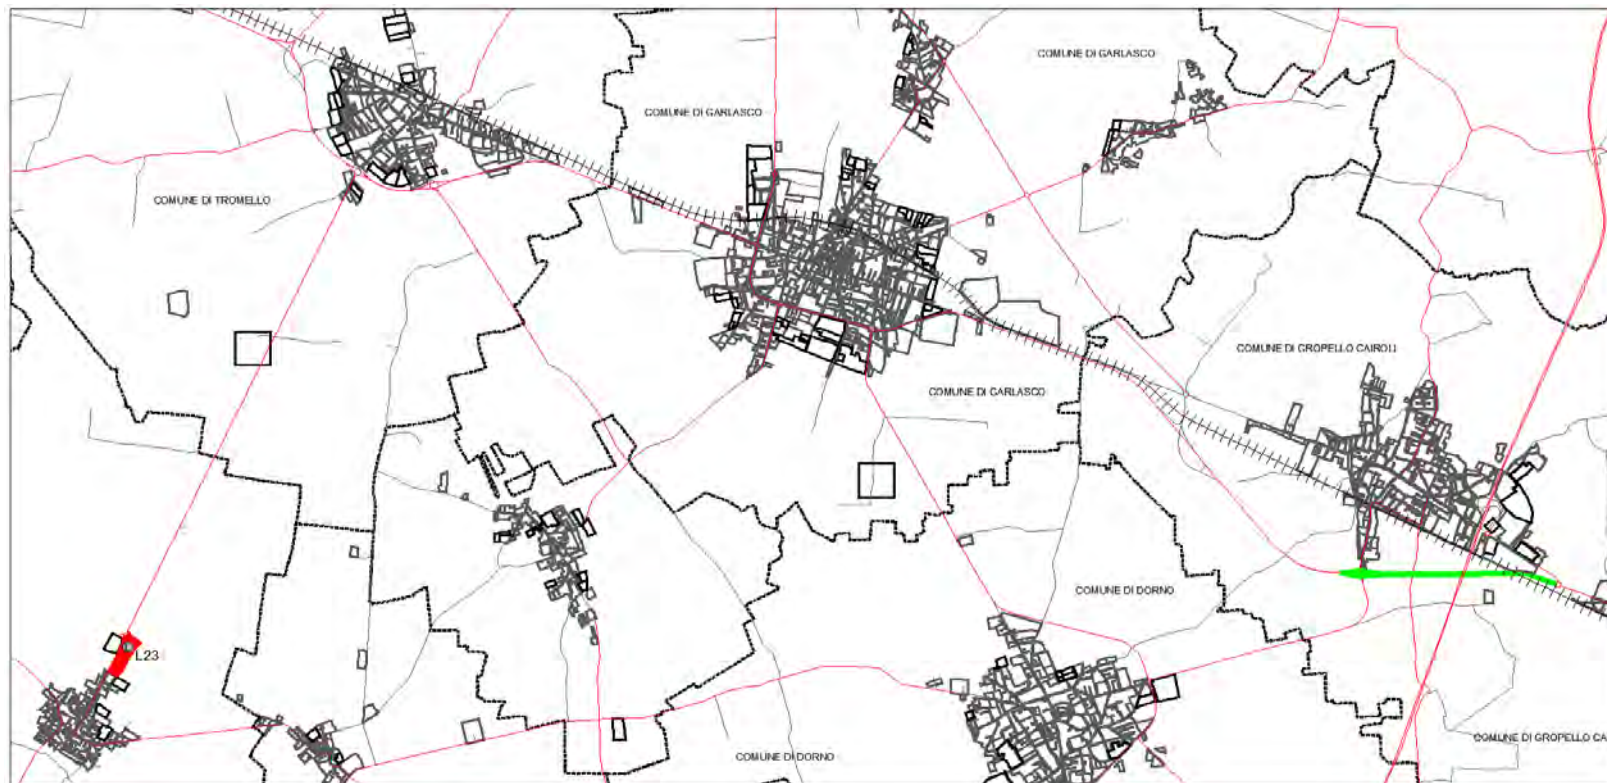 COMUNE DI GARLASCO
COMUNE DI GARLASCO
COMUNE DI TROMELLO
COMUNE DI GROPELLO CAIROLI
COMUNE DI GARLASCO
COMUNE DI DORNO
L23
COMUNE DI GROPELLO CA
COMUNE DI DORNO